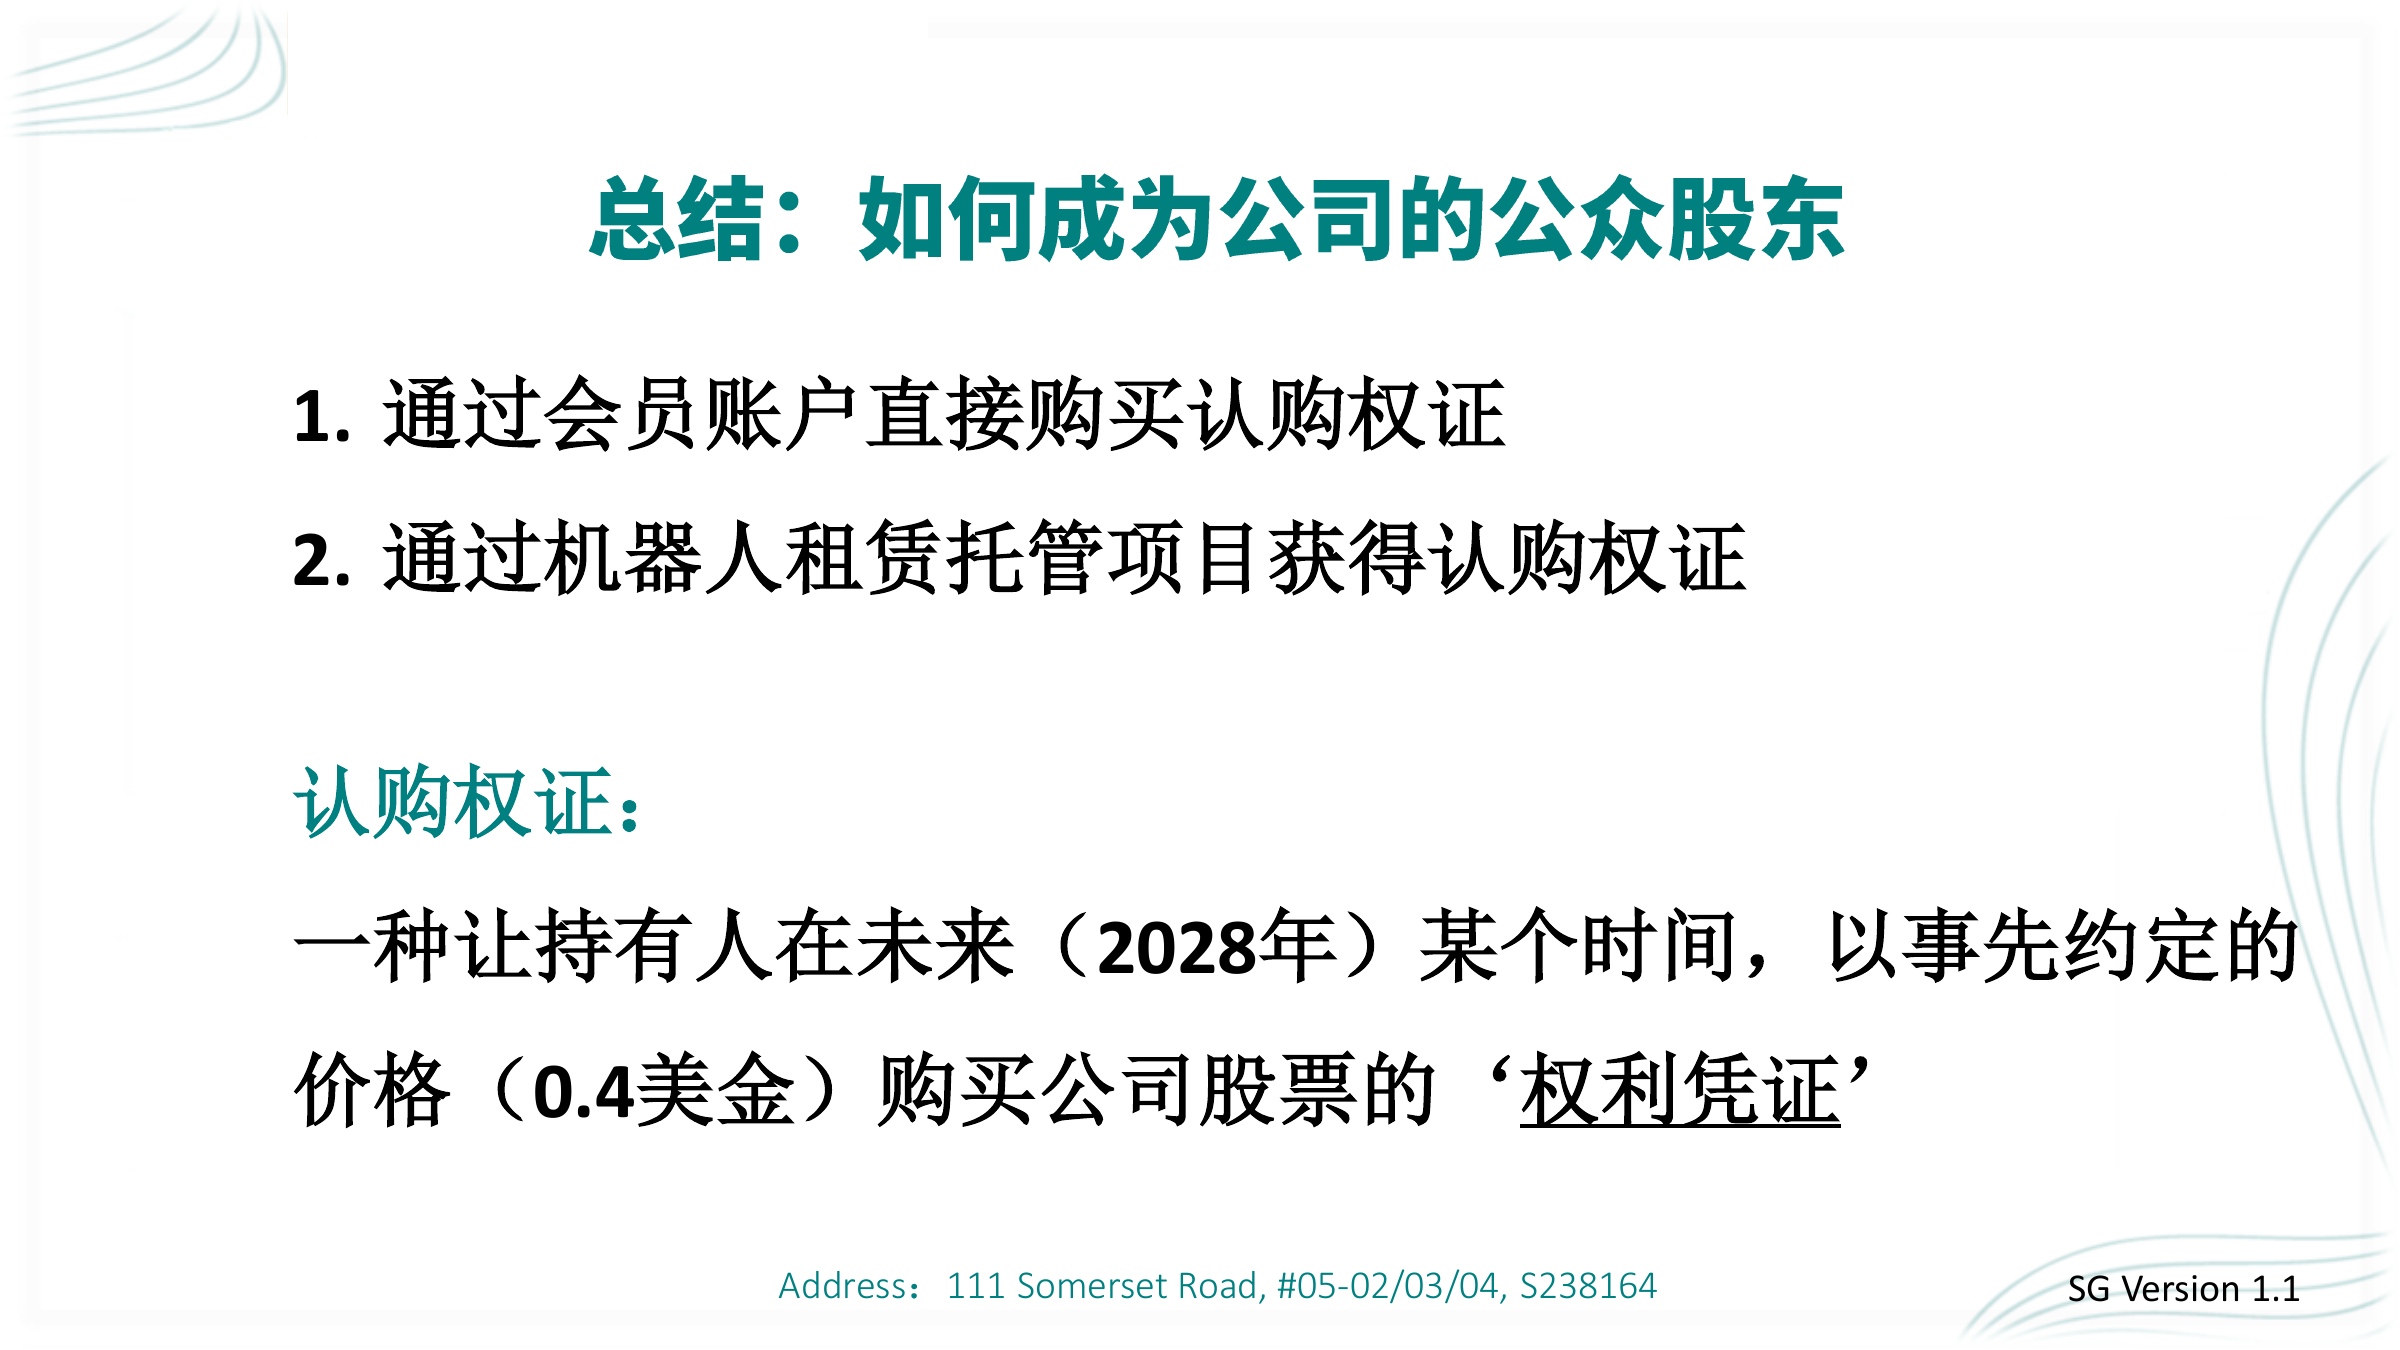 总结：如何成为公司的公众股东
1. 通过会员账户直接购买认购权证
2. 通过机器人租赁托管项目获得认购权证
认购权证：
一种让持有人在未来（2028年）某个时间，以事先约定的
价格（0.4美金）购买公司股票的‘权利凭证’
Address：111 Somerset Road, #05-02/03/04, S238164
SG Version 1.1